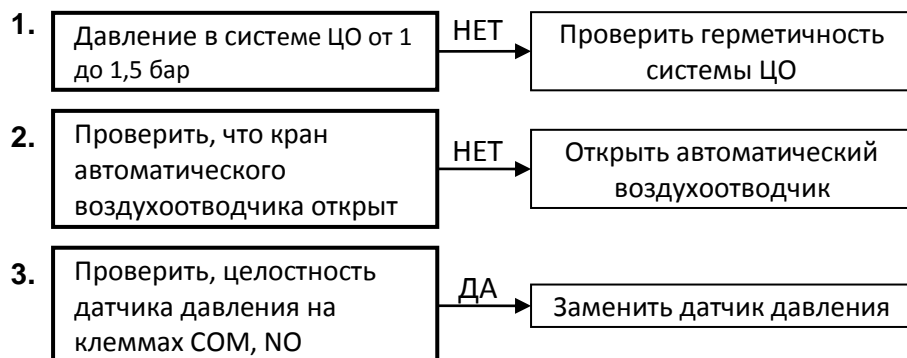 1. Давление в системе ЦО от 1
до 1,5 бар
НЕТ
Проверить герметичность
системы ЦО
2. Проверить, что кран
автоматического
воздухоотводчика открыт
НЕТ
Открыть автоматический
воздухоотводчик
3. Проверить, целостность
датчика давления на
клеммах COM, NO
ДА
Заменить датчик давления